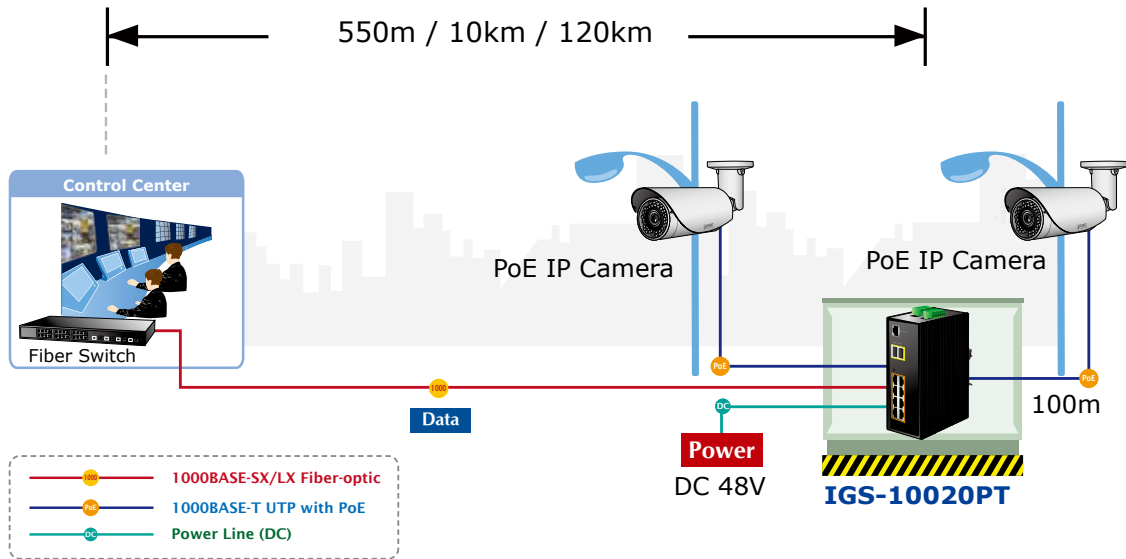 550m / 10km / 120km
Control Center
PoE IP Camera
PoE IP Camera
Fiber Switch
PoE
1000
PoE
100m
Data
DC
Power
DC 48V
IGS-10020PT
1000 1000BASE-SX/LX Fiber-optic
PoE 1000BASE-T UTP with PoE
DC Power Line (DC)